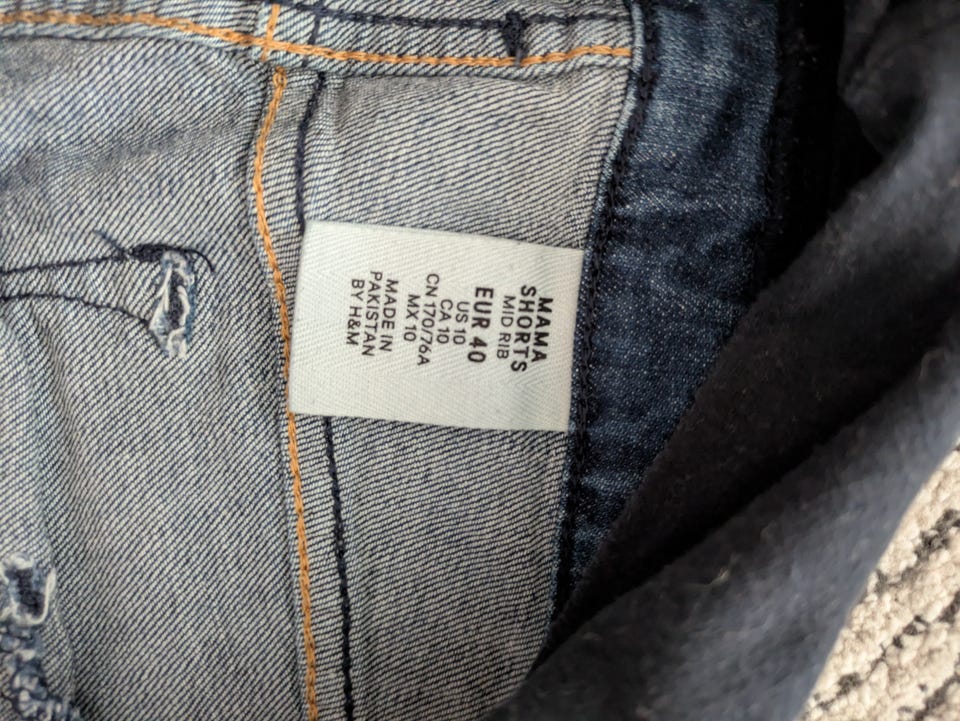 MAMA
SHORTS
MID RIB
EUR 40
US 10
CA 10
CN 170/76A
MX 10
MADE IN
PAKISTAN
BY H&M